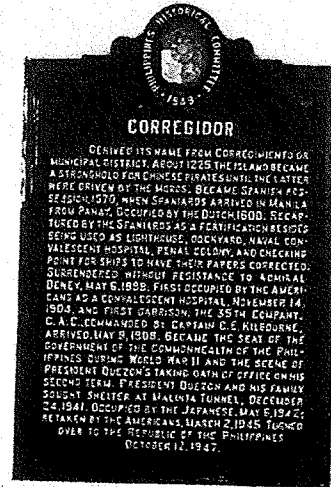 PHILIPPINES HISTORICAL COMMITTEE
1949
CORREGIDOR
DERIVED ITS NAME FROM CORREGIMIENTO OR
MUNICIPAL DISTRICT. ABOUT 1225 THE ISLAND BECAME
A STRONGHOLD FOR CHINESE PIRATES UNTIL THE LATTER
WERE DRIVEN BY THE MOROS. BECAME SPANISH POS-
SESSION, 1570, WHEN SPANIARDS ARRIVED IN MANILA
FROM PANAY. OCCUPIED BY THE DUTCH, 1600. RECAP-
TURED BY THE SPANIARDS AS A FORTIFICATION BESIDES
BEING USED AS LIGHTHOUSE, DOCKYARD, NAVAL CON-
VALESCENT HOSPITAL, PENAL COLONY, AND CHECKING
POINT FOR SHIPS TO HAVE THEIR PAPERS CORRECTED.
SURRENDERED WITHOUT RESISTANCE TO ADMIRAL
DEWEY, MAY 6, 1898. FIRST OCCUPIED BY THE AMERI-
CANS AS A CONVALESCENT HOSPITAL, NOVEMBER 14,
1904, AND FIRST GARRISON, THE 35TH COMPANY,
C.A.C., COMMANDED BY CAPTAIN C.E. KILBOURNE,
ARRIVED, MAY 9, 1908. BECAME THE SEAT OF THE
GOVERNMENT OF THE COMMONWEALTH OF THE PHIL-
IPPINES DURING WORLD WAR II AND THE SCENE OF
PRESIDENT QUEZON'S TAKING OATH OF OFFICE ON HIS
SECOND TERM. PRESIDENT QUEZON AND HIS FAMILY
SOUGHT SHELTER AT MALINTA TUNNEL, DECEMBER
24, 1941. OCCUPIED BY THE JAPANESE, MAY 6, 1942;
RETAKEN BY THE AMERICANS, MARCH 2, 1945. TURNED
OVER TO THE REPUBLIC OF THE PHILIPPINES
OCTOBER 12, 1947.